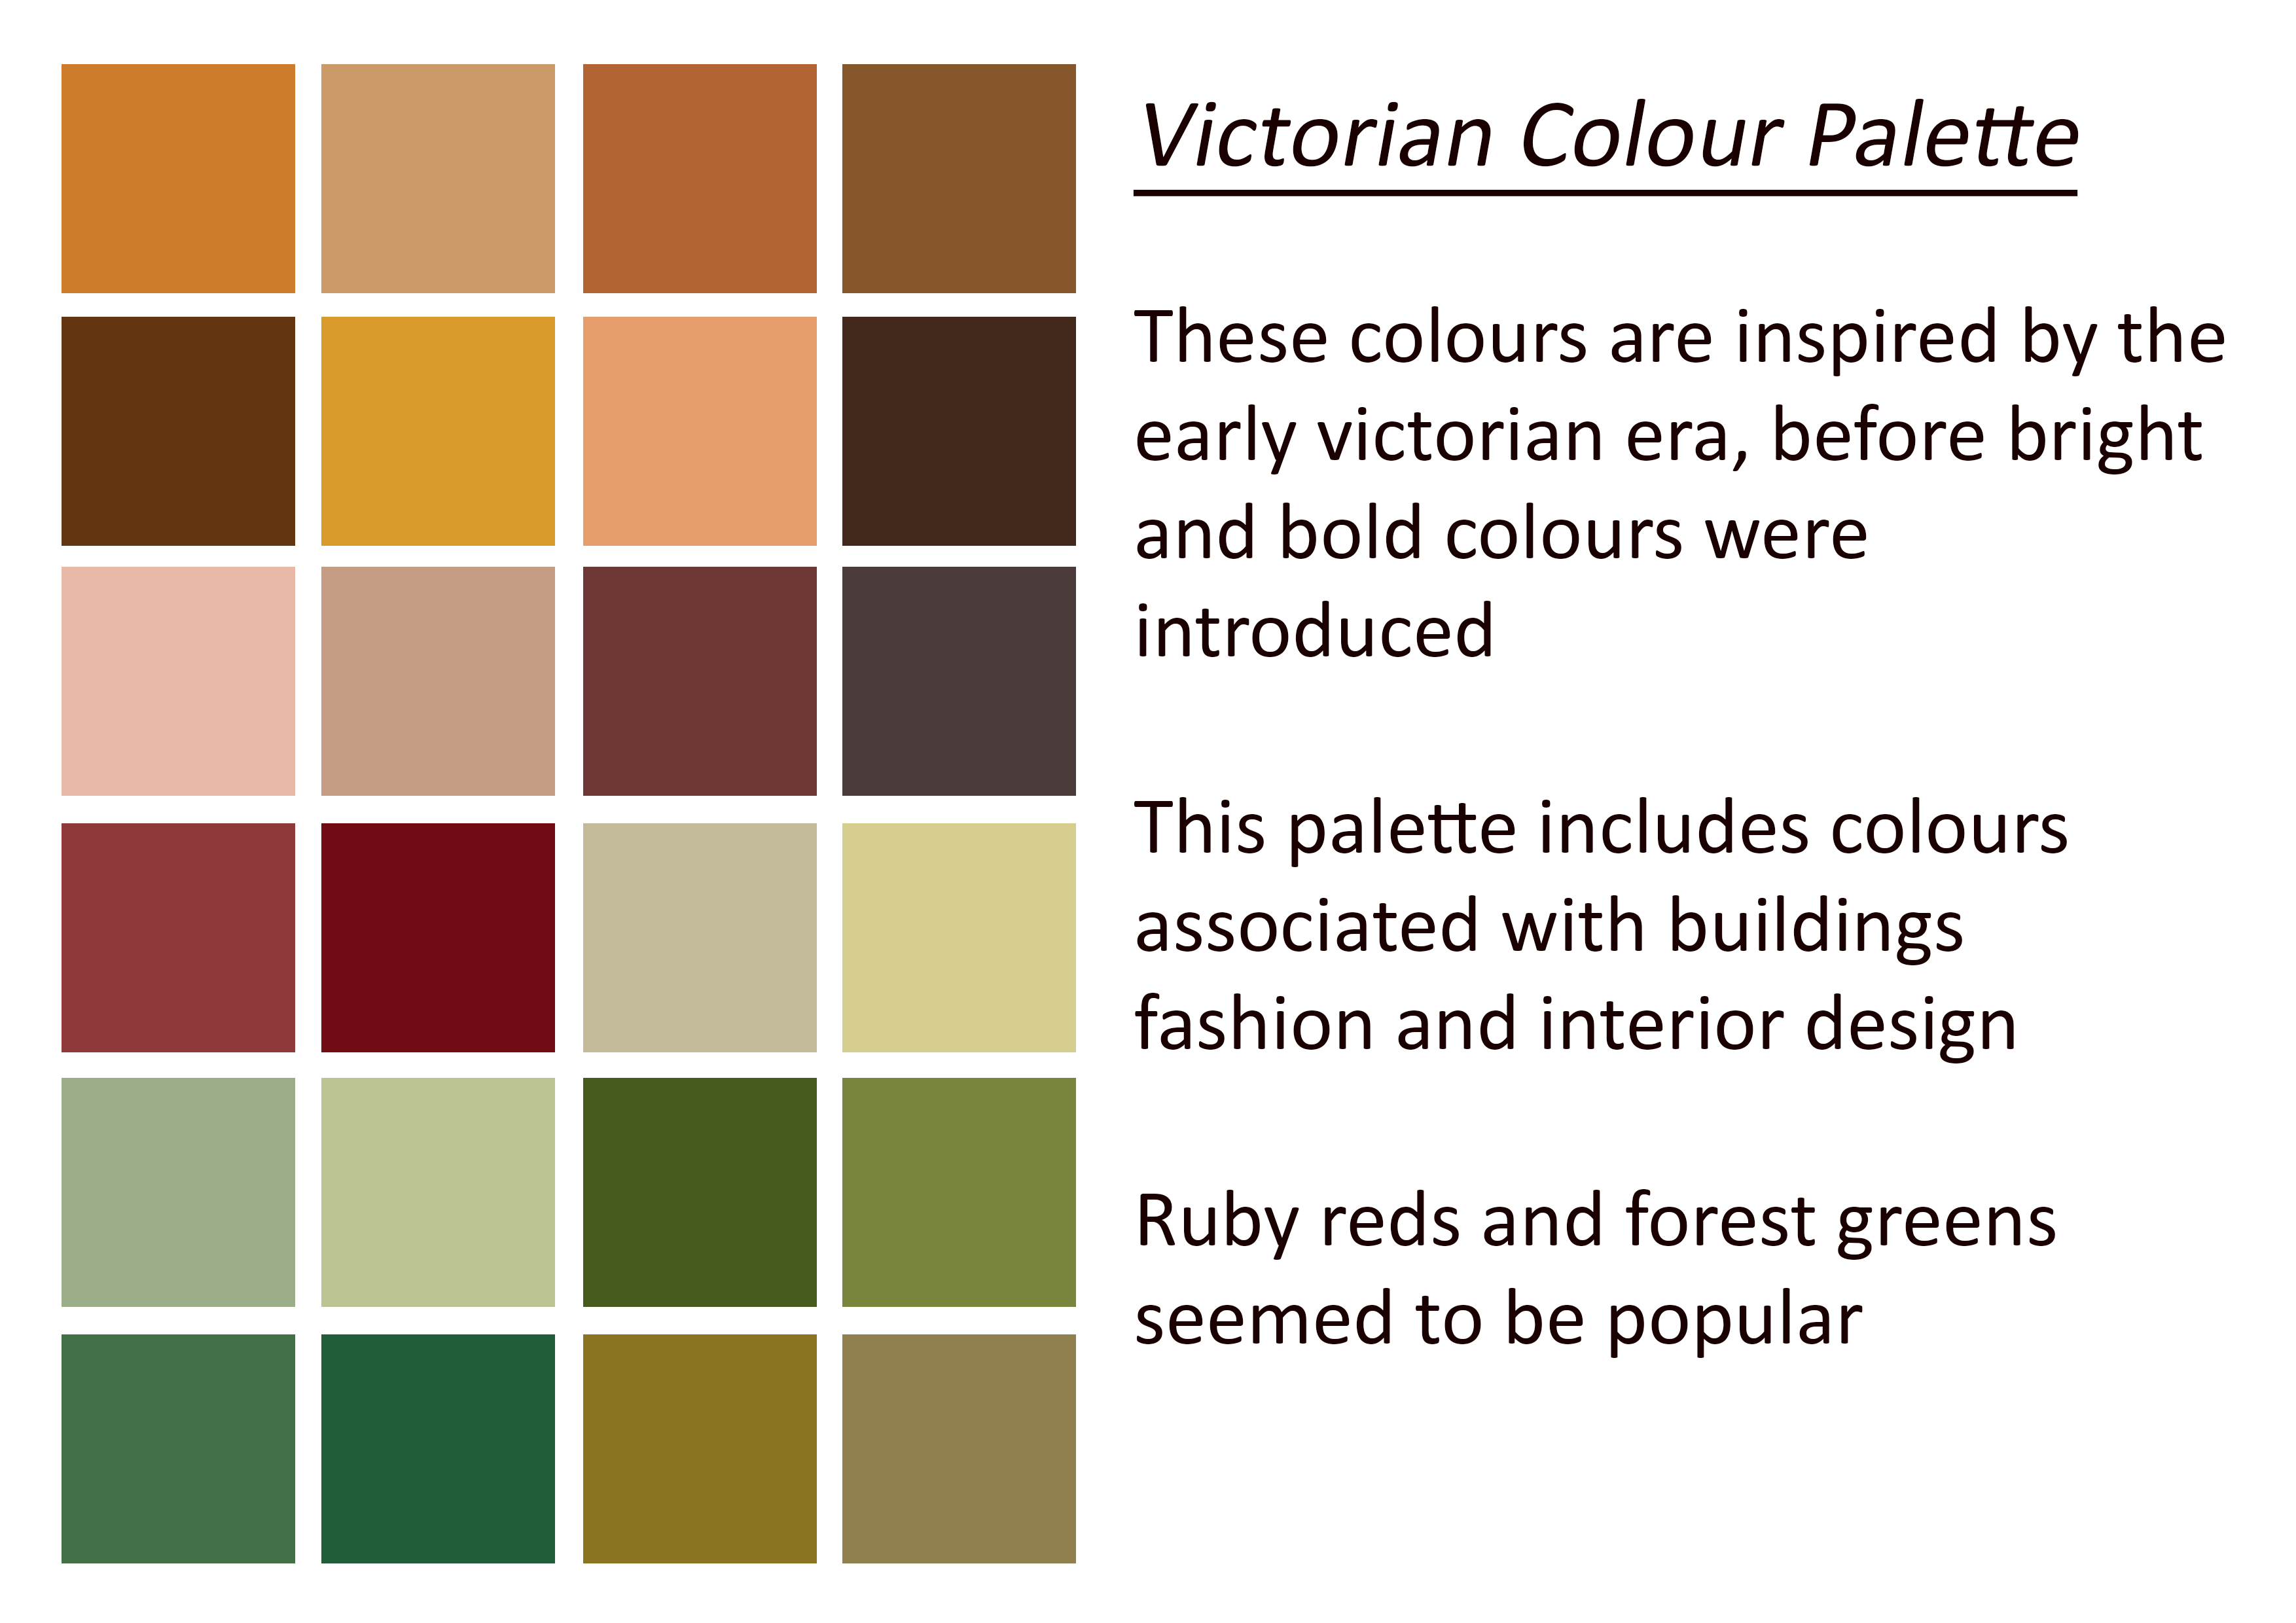 Victorian Colour Palette
These colours are inspired by the
early victorian era, before bright
and bold colours were
introduced
This palette includes colours
associated with buildings
fashion and interior design
Ruby reds and forest greens
seemed to be popular